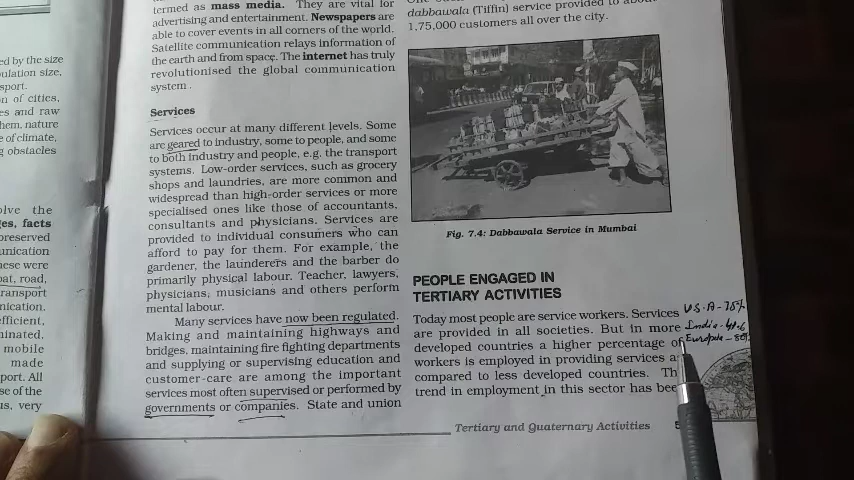 ed by the size
ulation size,
sport.
n of cities,
es and raw
hem, nature
e of climate,
g obstacles
olve the
ges, facts
preserved
unication
hese were
oat, road,
ransport
nication.
efficient,
minated,
mobile
made
port. All
se of the
us, very
termed as mass media. They are vital for
advertising and entertainment. Newspapers are
able to cover events in all corners of the world.
Satellite communication relays information of
the earth and from space. The internet has truly
revolutionised the global communication
system.
Services
Services occur at many different levels. Some
are geared to industry, some to people, and some
to both industry and people, e.g. the transport
systems. Low-order services, such as grocery
shops and laundries, are more common and
widespread than high-order services or more
specialised ones like those of accountants,
consultants and physicians. Services are
provided to individual consumers who can
afford to pay for them. For example, the
gardener, the launderers and the barber do
primarily physical labour. Teacher, lawyers,
physicians, musicians and others perform
mental labour.
Many services have now been regulated.
Making and maintaining highways and
bridges, maintaining fire fighting departments
and supplying or supervising education and
customer-care are among the important
services most often supervised or performed by
governments or companies. State and union
dabbawala (Tiffin) service provided to about
1,75,000 customers all over the city.
Fig. 7.4: Dabbawala Service in Mumbai
PEOPLE ENGAGED IN
TERTIARY ACTIVITIES
Today most people are service workers. Services
are provided in all societies. But in more
developed countries a higher percentage of
workers is employed in providing services a
compared to less developed countries. Th
trend in employment in this sector has bee
U.S.A - 75%
India -
Europe -
Tertiary and Quaternary Activities